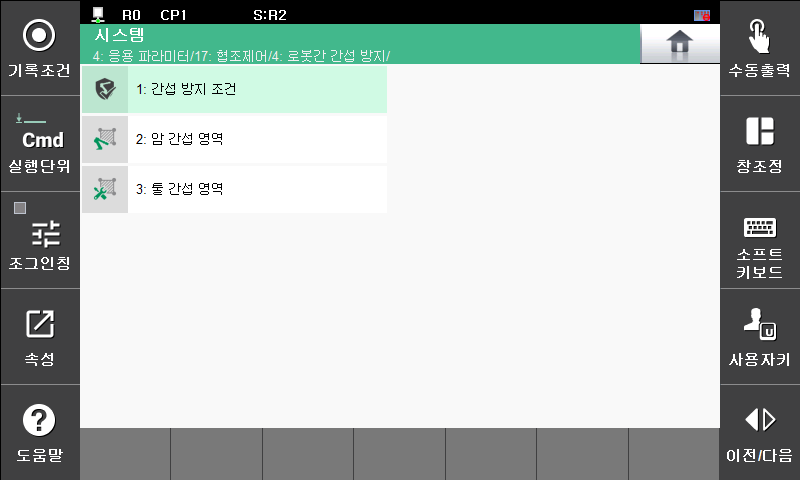 R0 CP1 S:R2
시스템
4: 응용 파라미터/17: 협조제어/4: 로봇간 간섭 방지/
기록조건
Cmd
실행단위
조그인칭
속성
도움말
1: 간섭 방지 조건
2: 암 간섭 영역
3: 툴 간섭 영역
수동출력
창조정
소프트
키보드
U
사용자키
이전/다음